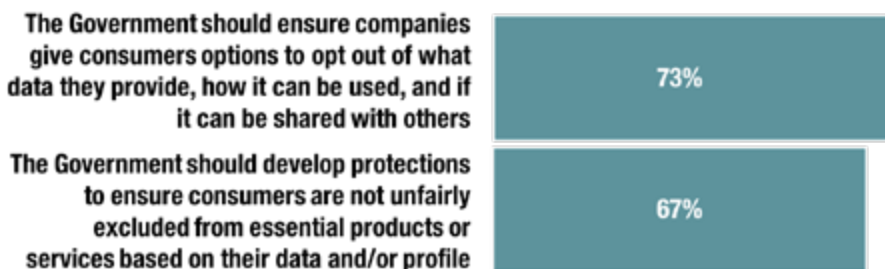 The Government should ensure companies
give consumers options to opt out of what
data they provide, how it can be used, and if
it can be shared with others
73%
The Government should develop protections
to ensure consumers are not unfairly
excluded from essential products or
services based on their data and/or profile
67%